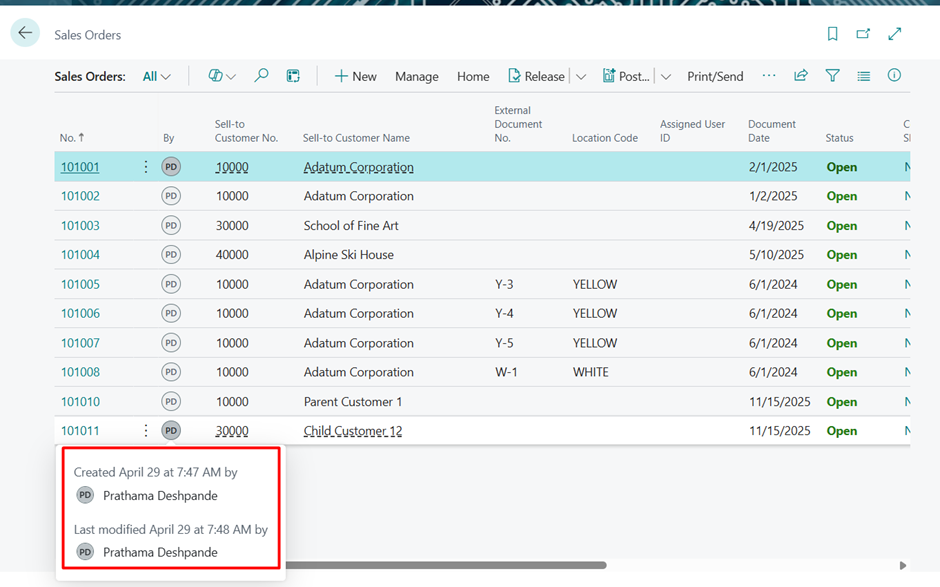 Sales Orders
Sales Orders: All New Manage Home Release Post... Print/Send ...
External
Sell-to Document Assigned User Document
No. ↑ By Customer No. Sell-to Customer Name No. Location Code ID Date Status
101001 PD 10000 Adatum Corporation 2/1/2025 Open N
101002 PD 10000 Adatum Corporation 1/2/2025 Open N
101003 PD 30000 School of Fine Art 4/19/2025 Open N
101004 PD 40000 Alpine Ski House 5/10/2025 Open N
101005 PD 10000 Adatum Corporation Y-3 YELLOW 6/1/2024 Open N
101006 PD 10000 Adatum Corporation Y-4 YELLOW 6/1/2024 Open N
101007 PD 10000 Adatum Corporation Y-5 YELLOW 6/1/2024 Open N
101008 PD 10000 Adatum Corporation W-1 WHITE 6/1/2024 Open N
101010 PD 10000 Parent Customer 1 11/15/2025 Open N
101011 PD 30000 Child Customer 12 11/15/2025 Open N
Created April 29 at 7:47 AM by
PD Prathama Deshpande
Last modified April 29 at 7:48 AM by
PD Prathama Deshpande